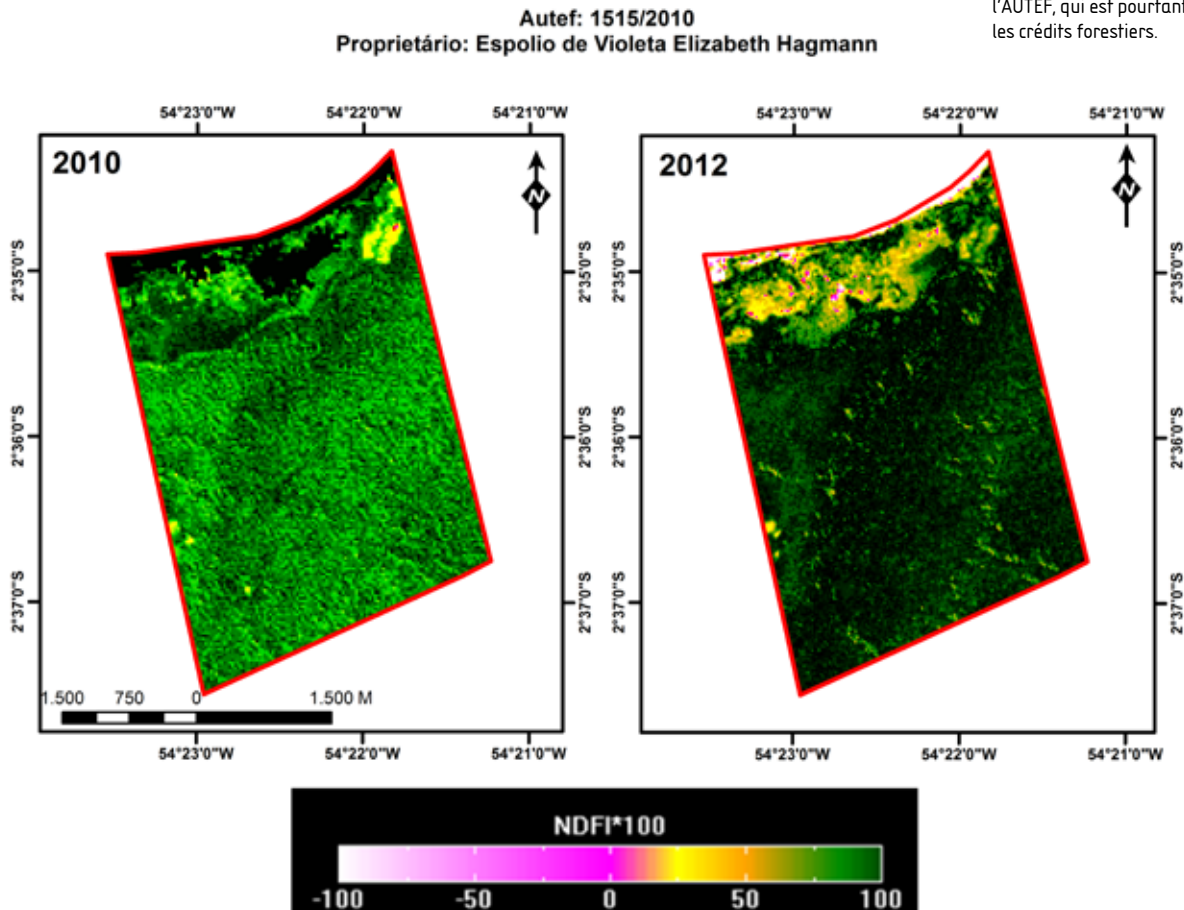 l'AUTEF, qui est pourtant
les crédits forestiers.
Autef: 1515/2010
Proprietário: Espolio de Violeta Elizabeth Hagmann
54°23'0"W 54°22'0"W 54°21'0"W
54°23'0"W 54°22'0"W 54°21'0"W
2010
N
2012
N
2°35'0"S 2°35'0"S
2°35'0"S 2°35'0"S
2°36'0"S 2°36'0"S
2°36'0"S 2°36'0"S
2°37'0"S 2°37'0"S
2°37'0"S 2°37'0"S
1.500 750 0 1.500 M
54°23'0"W 54°22'0"W 54°21'0"W
54°23'0"W 54°22'0"W 54°21'0"W
NDFI*100
-100 -50 0 50 100